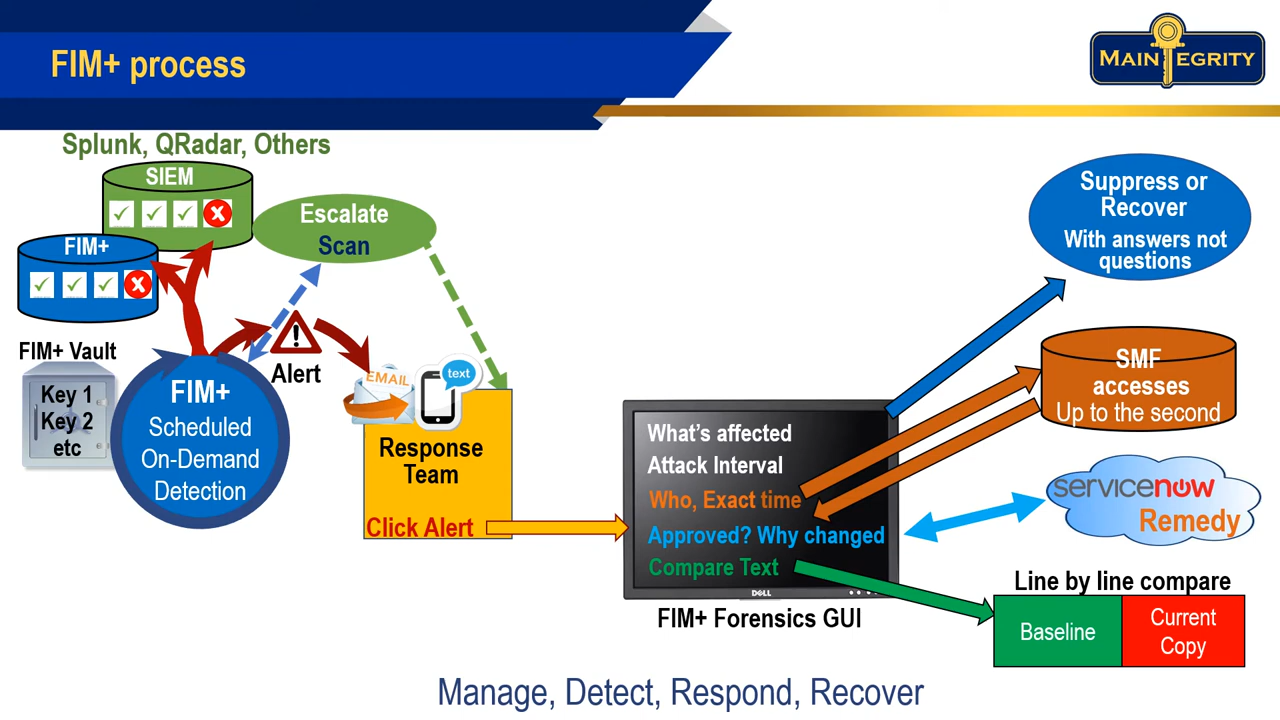 FIM+ process
MAIN EGRITY
Splunk, QRadar, Others
SIEM
FIM+
Escalate
Scan
FIM+ Vault
Key 1
Key 2
etc
FIM+
Scheduled
On-Demand
Detection
Alert
EMAIL
text
Response
Team
Click Alert
What's affected
Attack Interval
Who, Exact time
Approved? Why changed
Compare Text
DELL
FIM+ Forensics GUI
Suppress or
Recover
With answers not
questions
SMF
accesses
Up to the second
servicenow
Remedy
Line by line compare
Baseline
Current
Copy
Manage, Detect, Respond, Recover